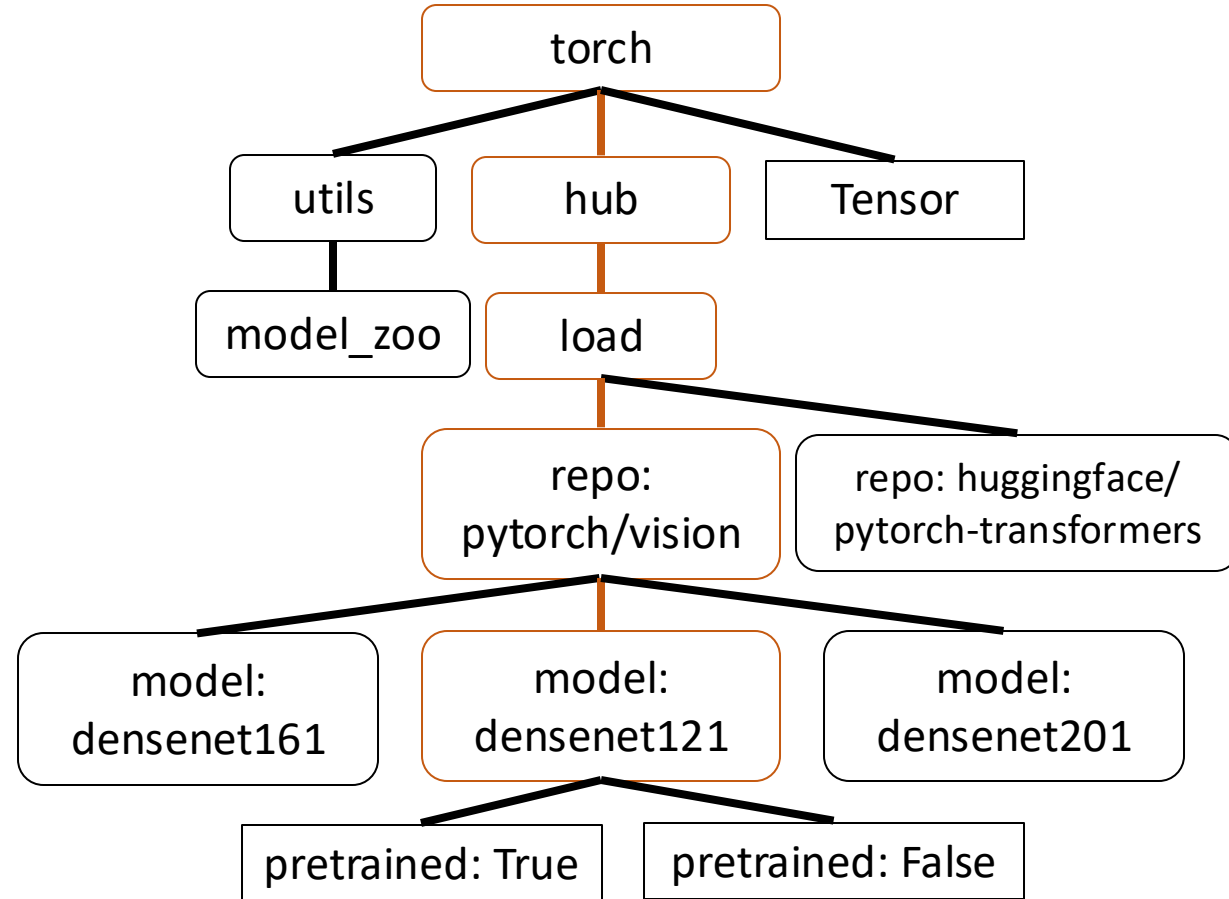 torch
utils
hub
Tensor
model_zoo
load
repo:
pytorch/vision
repo: huggingface/
pytorch-transformers
model:
densenet161
model:
densenet121
model:
densenet201
pretrained: True
pretrained: False